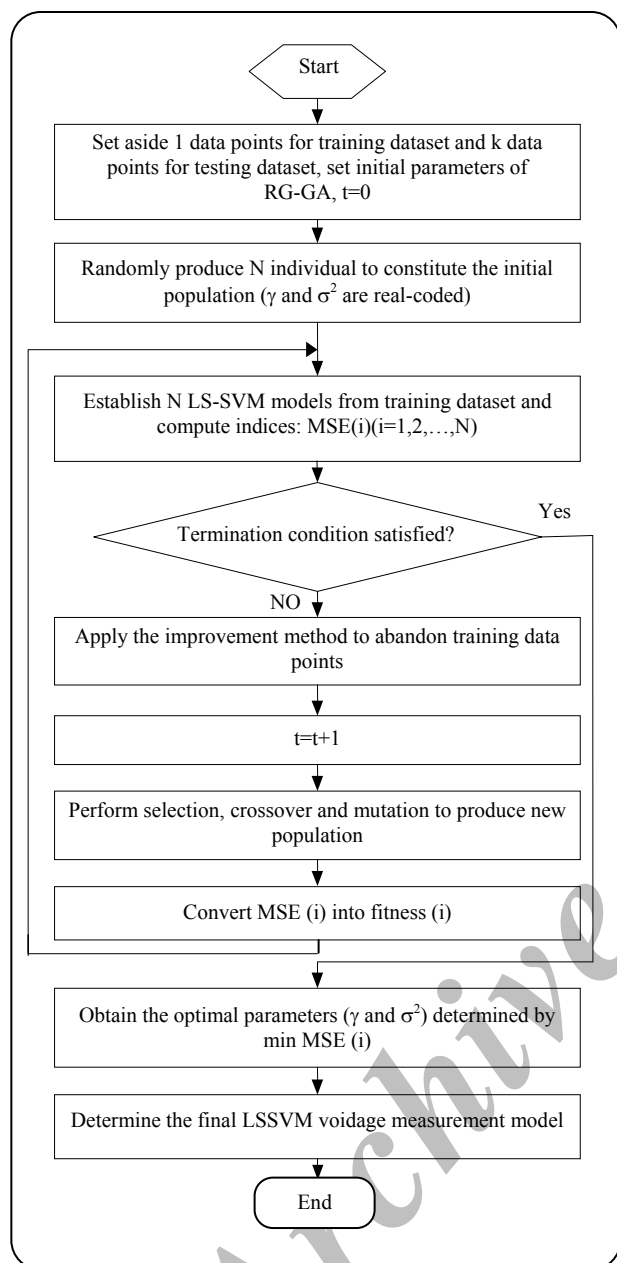 Start
Set aside 1 data points for training dataset and k data
points for testing dataset, set initial parameters of
RG-GA, t=0
Randomly produce N individual to constitute the initial
population (γ and σ² are real-coded)
Establish N LS-SVM models from training dataset and
compute indices: MSE(i)(i=1,2,…,N)
Termination condition satisfied?
Yes
NO
Apply the improvement method to abandon training data
points
t=t+1
Perform selection, crossover and mutation to produce new
population
Convert MSE (i) into fitness (i)
Obtain the optimal parameters (γ and σ²) determined by
min MSE (i)
Determine the final LSSVM voidage measurement model
End
Archive